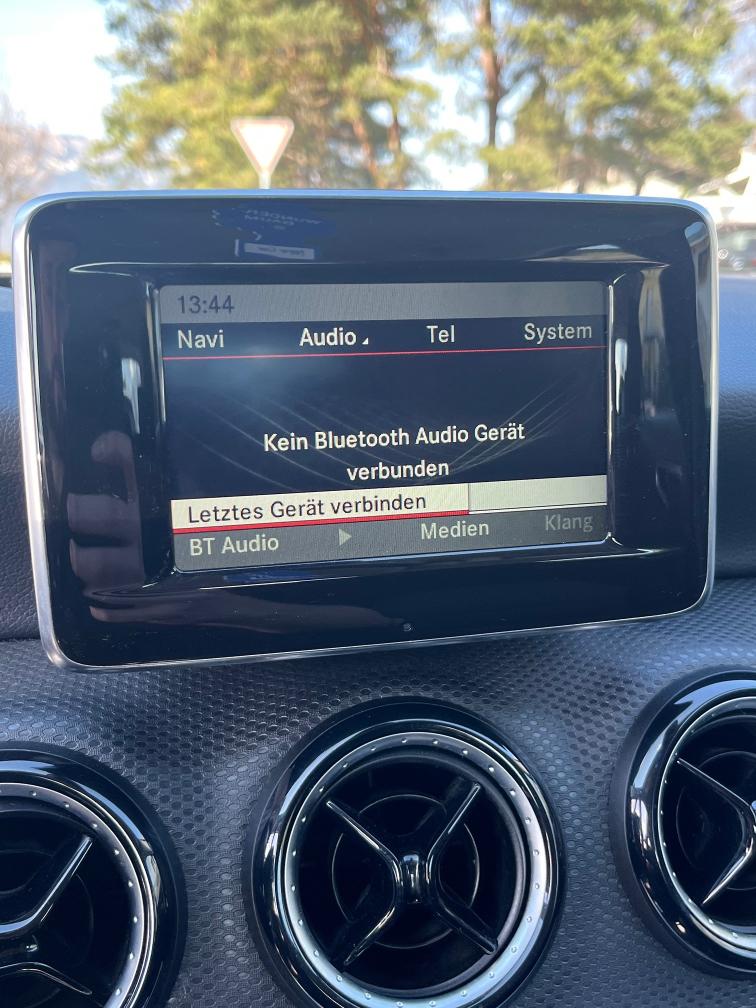 13:44
Navi Audio Tel System
Kein Bluetooth Audio Gerät
verbunden
Letztes Gerät verbinden
BT Audio Medien Klang